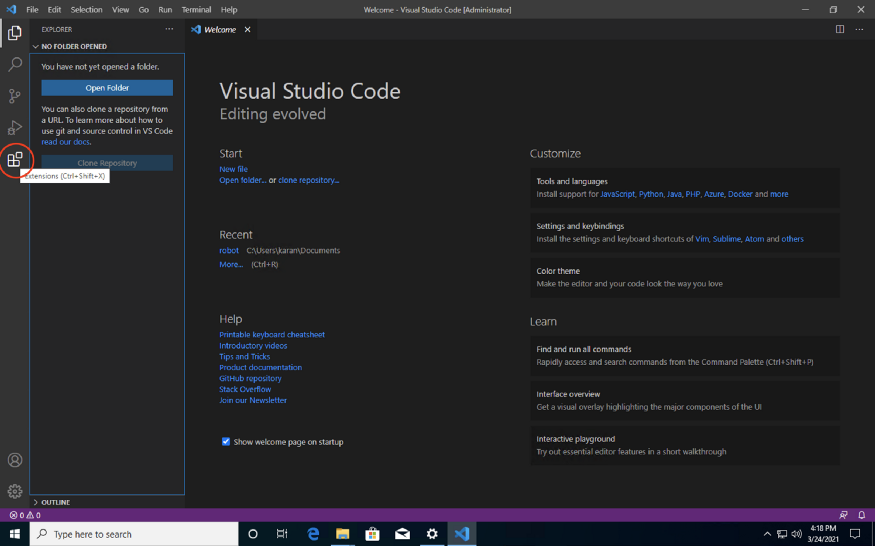 File Edit Selection View Go Run Terminal Help
Welcome - Visual Studio Code [Administrator]
EXPLORER
NO FOLDER OPENED
You have not yet opened a folder.
Open Folder
You can also clone a repository from
a URL. To learn more about how to
use git and source control in VS Code
read our docs.
Clone Repository
Extensions (Ctrl+Shift+X)
OUTLINE
Welcome
Visual Studio Code
Editing evolved
Start
New file
Open folder... or clone repository...
Recent
robot C:\Users\karan\Documents
More... (Ctrl+R)
Help
Printable keyboard cheatsheet
Introductory videos
Tips and Tricks
Product documentation
GitHub repository
Stack Overflow
Join our Newsletter
Show welcome page on startup
Customize
Tools and languages
Install support for JavaScript, Python, Java, PHP, Azure, Docker and more
Settings and keybindings
Install the settings and keyboard shortcuts of Vim, Sublime, Atom and others
Color theme
Make the editor and your code look the way you love
Learn
Find and run all commands
Rapidly access and search commands from the Command Palette (Ctrl+Shift+P)
Interface overview
Get a visual overlay highlighting the major components of the UI
Interactive playground
Try out essential editor features in a short walkthrough
0 0
Type here to search
4:18 PM
3/24/2021